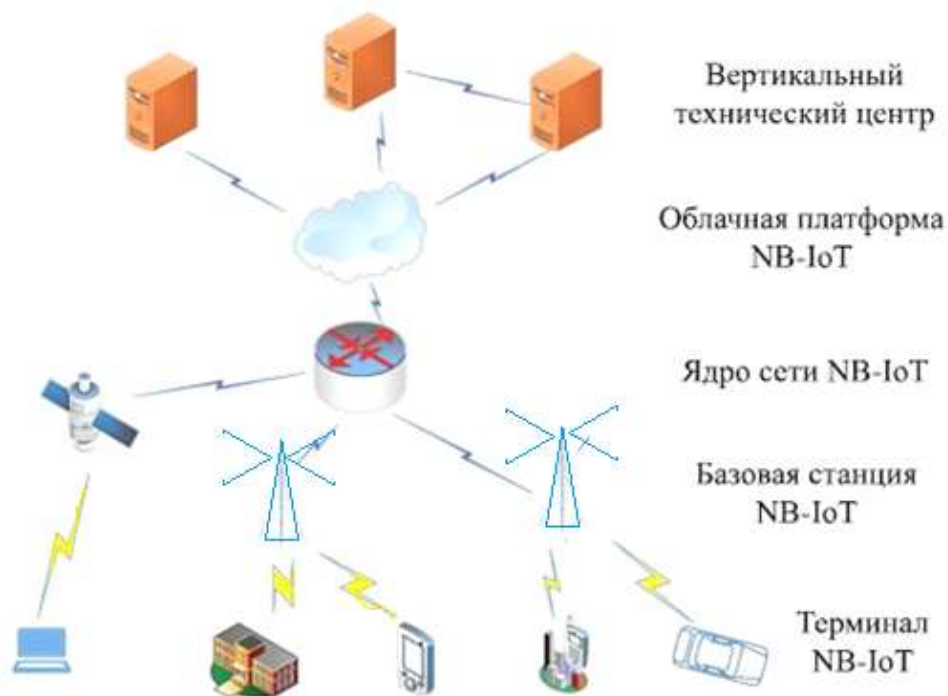 Вертикальный
технический центр
Облачная платформа
NB-IoT
Ядро сети NB-IoT
Базовая станция
NB-IoT
Терминал
NB-IoT